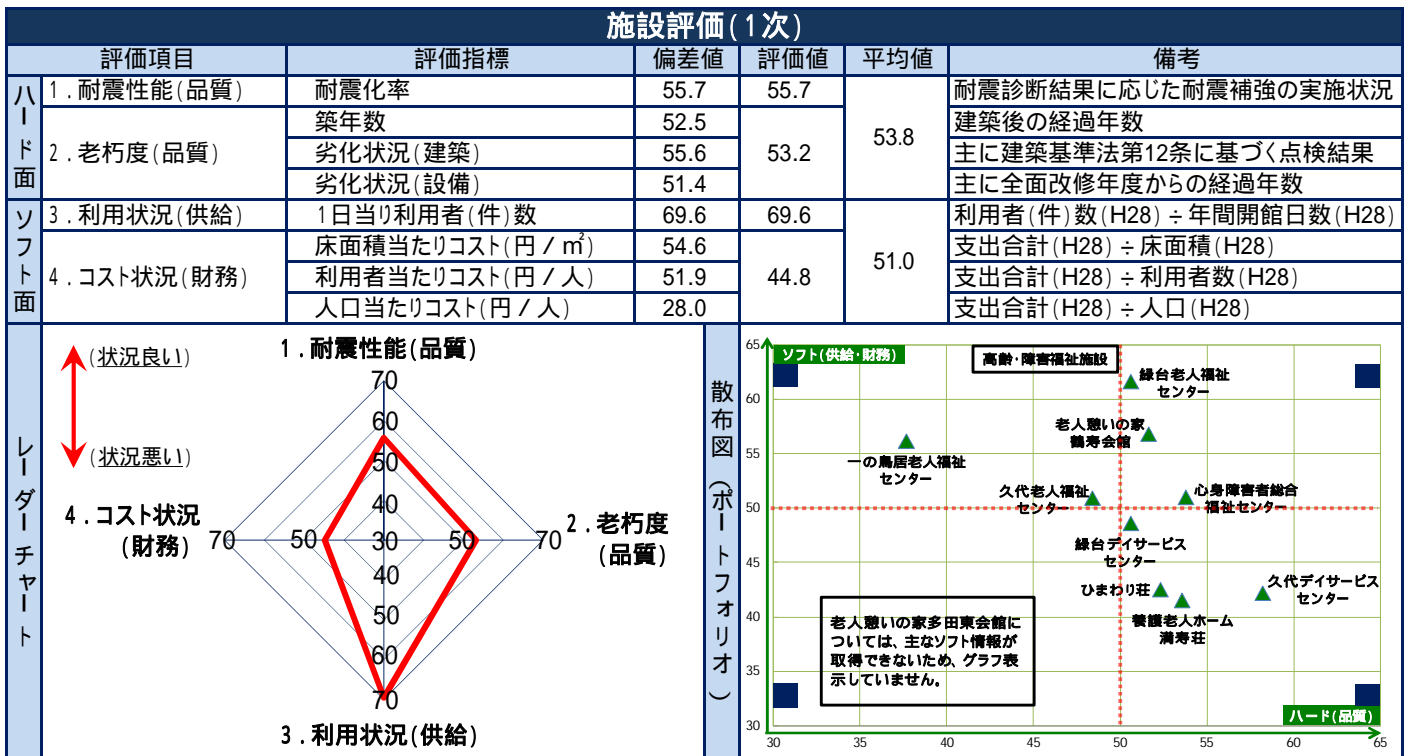 施設評価(1次)
評価項目 評価指標 偏差値 評価値 平均値 備考
ハード面
1.耐震性能(品質) 耐震化率 55.7 55.7 53.8 耐震診断結果に応じた耐震補強の実施状況
2.老朽度(品質) 築年数 52.5 53.2 建築後の経過年数
劣化状況(建築) 55.6 主に建築基準法第12条に基づく点検結果
劣化状況(設備) 51.4 主に全面改修年度からの経過年数
ソフト面
3.利用状況(供給) 1日当り利用者(件)数 69.6 69.6 51.0 利用者(件)数(H28)÷年間開館日数(H28)
4.コスト状況(財務) 床面積当たりコスト(円/㎡) 54.6 44.8 支出合計(H28)÷床面積(H28)
利用者当たりコスト(円/人) 51.9 支出合計(H28)÷利用者数(H28)
人口当たりコスト(円/人) 28.0 支出合計(H28)÷人口(H28)
レーダーチャート
(状況良い)
(状況悪い)
1.耐震性能(品質)
70
60
50
40
30
40
50
60
70
50
70
50
70
2.老朽度
(品質)
3.利用状況(供給)
4.コスト状況
(財務)
散布図(ポートフォリオ)
ソフト(供給・財務)
高齢・障害福祉施設
緑台老人福祉
センター
老人憩いの家
鶴寿会館
一の鳥居老人福祉
センター
久代老人福祉
センター
心身障害者総合
福祉センター
緑台デイサービス
センター
ひまわり荘
久代デイサービス
センター
養護老人ホーム
満寿荘
老人憩いの家多田東会館に
ついては、主なソフト情報が
取得できないため、グラフ表
示していません。
ハード(品質)
65
60
55
50
45
40
35
30
30 35 40 45 50 55 60 65